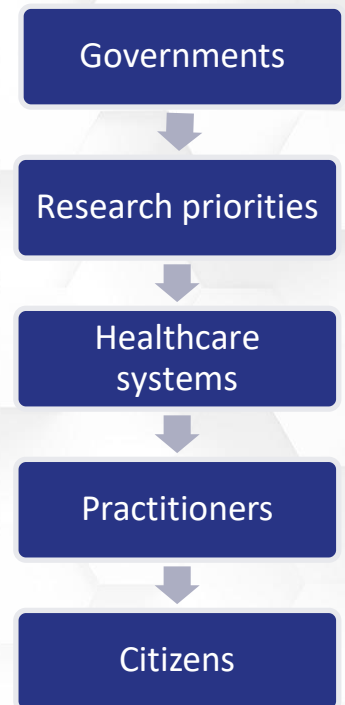 Governments
Research priorities
Healthcare
systems
Practitioners
Citizens